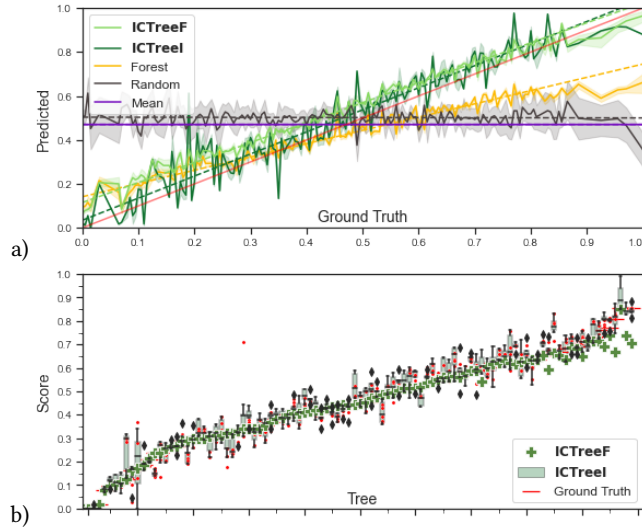 1.0
0.8
0.6
0.4
0.2
0.0
Predicted
ICTreeF
ICTreeI
Forest
Random
Mean
Ground Truth
0.0 0.1 0.2 0.3 0.4 0.5 0.6 0.7 0.8 0.9 1.0
a)
1.0
0.9
0.8
0.7
0.6
0.5
0.4
0.3
0.2
0.1
0.0
Score
ICTreeF
ICTreeI
Ground Truth
Tree
b)